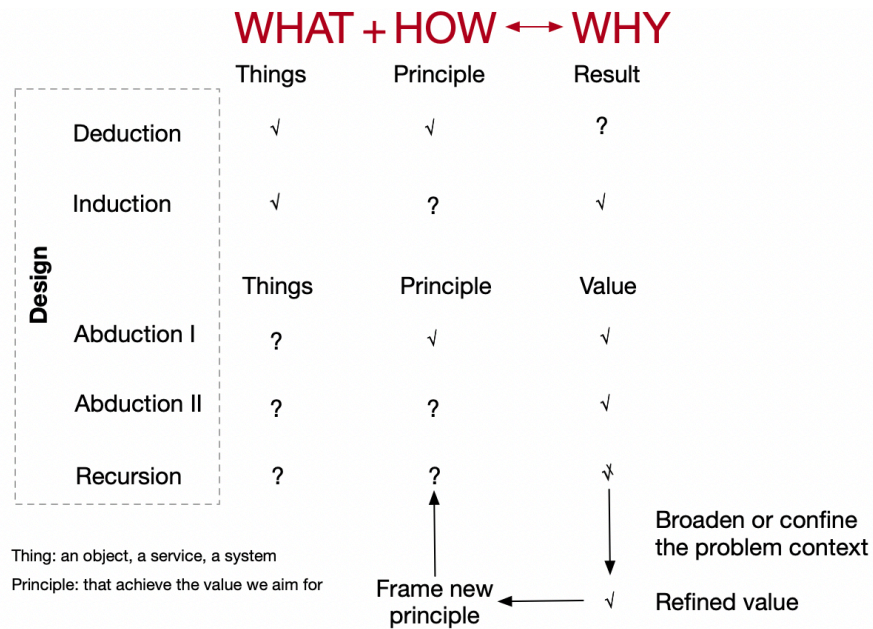 WHAT + HOW ↔ WHY
Things Principle Result
Deduction √ √ ?
Induction √ ? √
Design
Things Principle Value
Abduction I ? √ √
Abduction II ? ? √
Recursion ? ? √
Broaden or confine
the problem context
Thing: an object, a service, a system
Principle: that achieve the value we aim for
Frame new
principle
√ Refined value